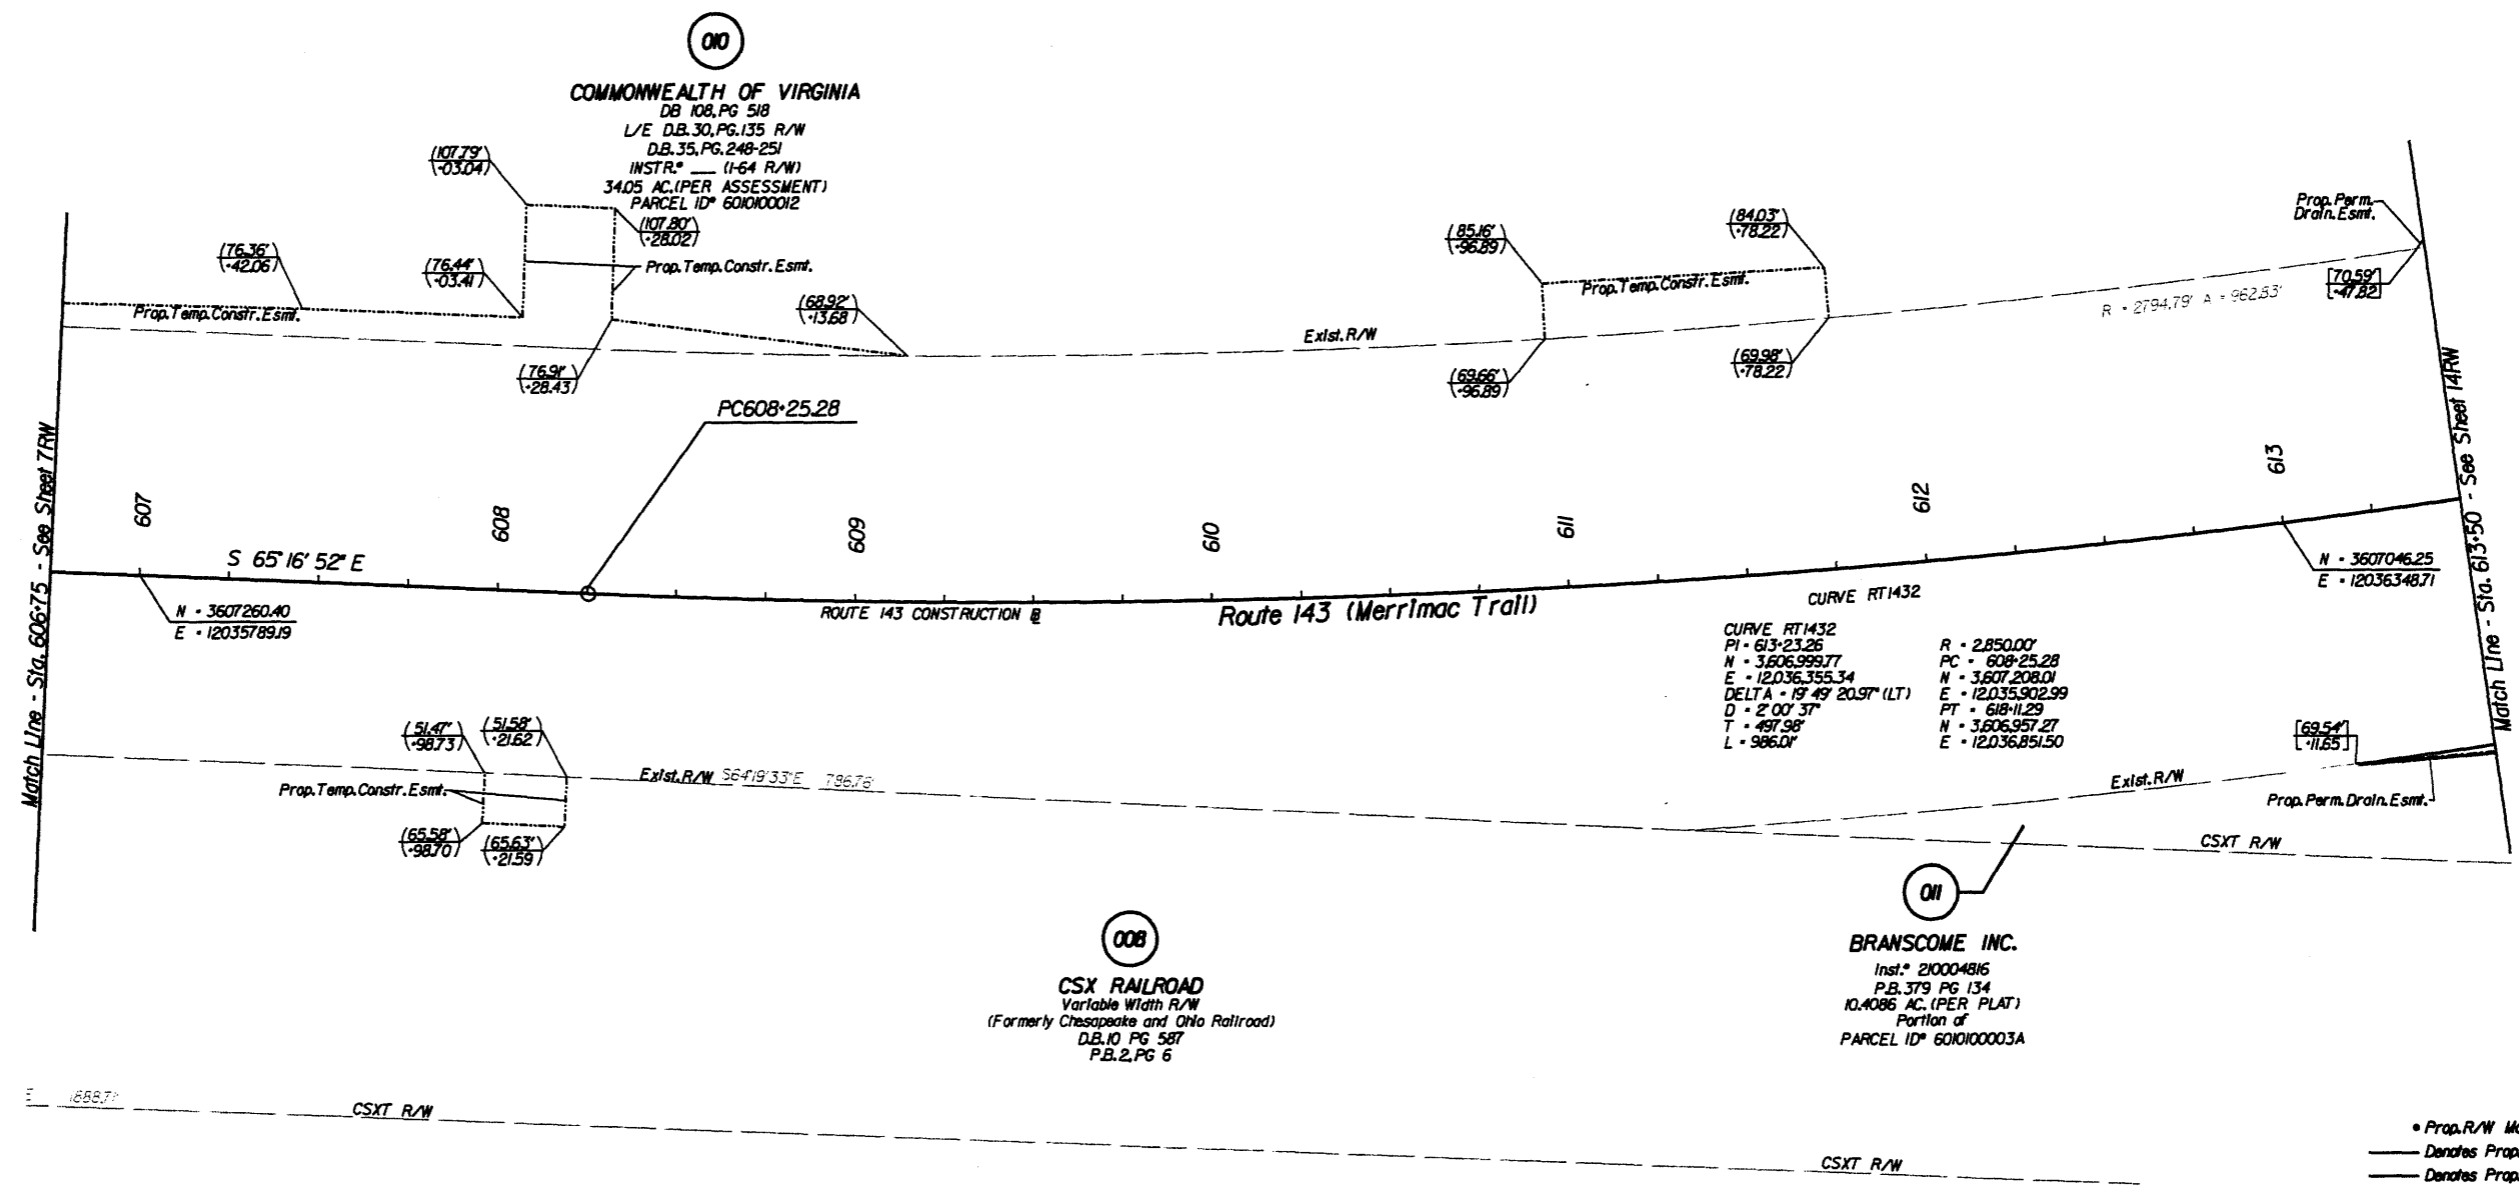 010
COMMONWEALTH OF VIRGINIA
DB 108, PG 518
L/E D.B. 30, PG. 135 R/W
D.B. 35, PG. 248-251
INSTR.# ___ (I-64 R/W)
34.05 AC. (PER ASSESSMENT)
PARCEL ID# 6010100012
(107.79')
(+03.04)
(107.80')
(+28.02)
(76.36')
(+42.06)
(76.44')
(+03.41)
Prop. Temp. Constr. Esmt.
Prop. Temp. Constr. Esmt.
(68.92')
(+13.68)
(76.91')
(+28.43)
(85.16')
(+96.89)
(84.03')
(+78.22)
Prop. Temp. Constr. Esmt.
Exist. R/W
(69.66')
(+96.89)
(69.98')
(+78.22)
Prop. Perm.
Drain. Esmt.
[70.59']
[+47.82]
R = 2794.79' A = 962.83'
PC 608+25.28
Match Line - Sta. 606+75 - See Sheet 7RW
Match Line - Sta. 613+50 - See Sheet 14RW
607
608
609
610
611
612
613
S 65° 16' 52" E
N = 3607260.40
E = 12035789.19
ROUTE 143 CONSTRUCTION B
Route 143 (Merrimac Trail)
CURVE RT1432
N = 3607046.25
E = 12036348.71
CURVE RT1432
PI = 613+23.26
N = 3,606,999.77
E = 12,036,355.34
DELTA = 19° 49' 20.97" (LT)
D = 2° 00' 37"
T = 497.98'
L = 986.01'
R = 2,850.00'
PC = 608+25.28
N = 3,607,208.01
E = 12,035,902.99
PT = 618+11.29
N = 3,606,957.27
E = 12,036,851.50
(51.47')
(+98.73)
(51.58')
(+21.62)
Prop. Temp. Constr. Esmt.
(65.58')
(+98.70)
(65.63')
(+21.59)
Exist. R/W S64°19'33"E 786.76'
[69.54']
[+11.65]
Exist. R/W
Prop. Perm. Drain. Esmt.
CSXT R/W
011
BRANSCOME INC.
Inst.# 210004816
P.B. 379 PG 134
10.4086 AC. (PER PLAT)
Portion of
PARCEL ID# 6010100003A
008
CSX RAILROAD
Variable Width R/W
(Formerly Chesapeake and Ohio Railroad)
D.B. 10 PG 587
P.B. 2, PG 6
E 1888.71'
CSXT R/W
CSXT R/W
Prop. R/W
Denotes Prop.
Denotes Prop.